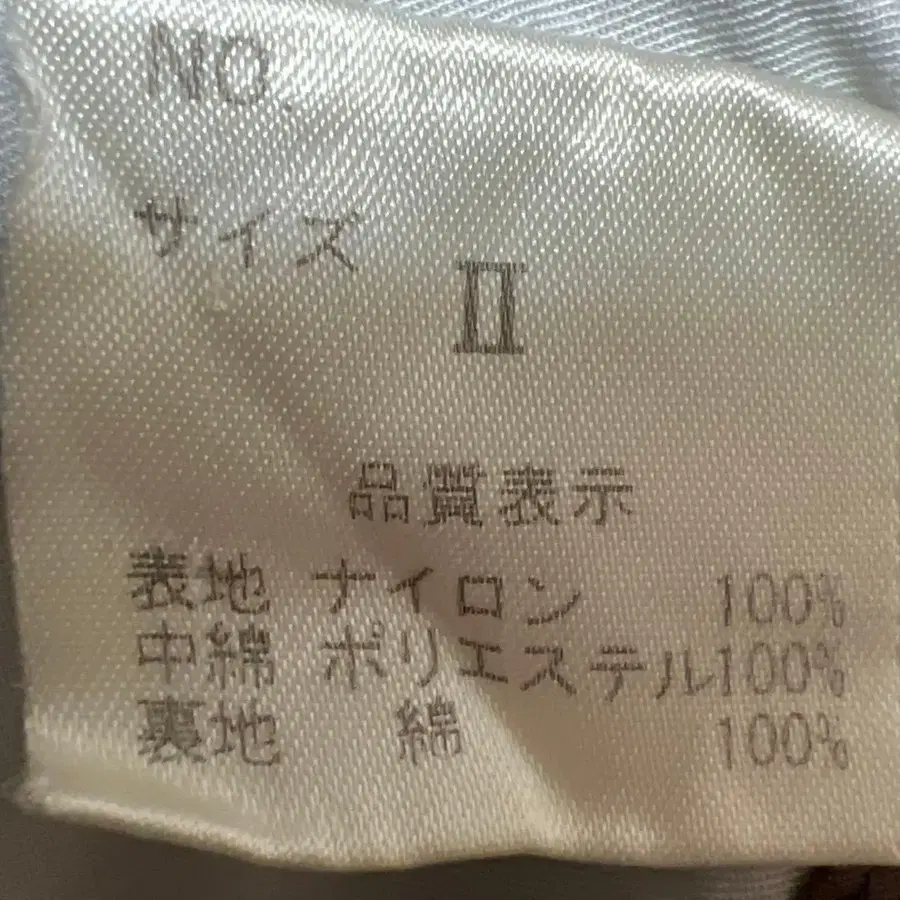 NO.
サイズ
Ⅱ
品質表示
表地 ナイロン 100%
中綿 ポリエステル100%
裏地 綿 100%